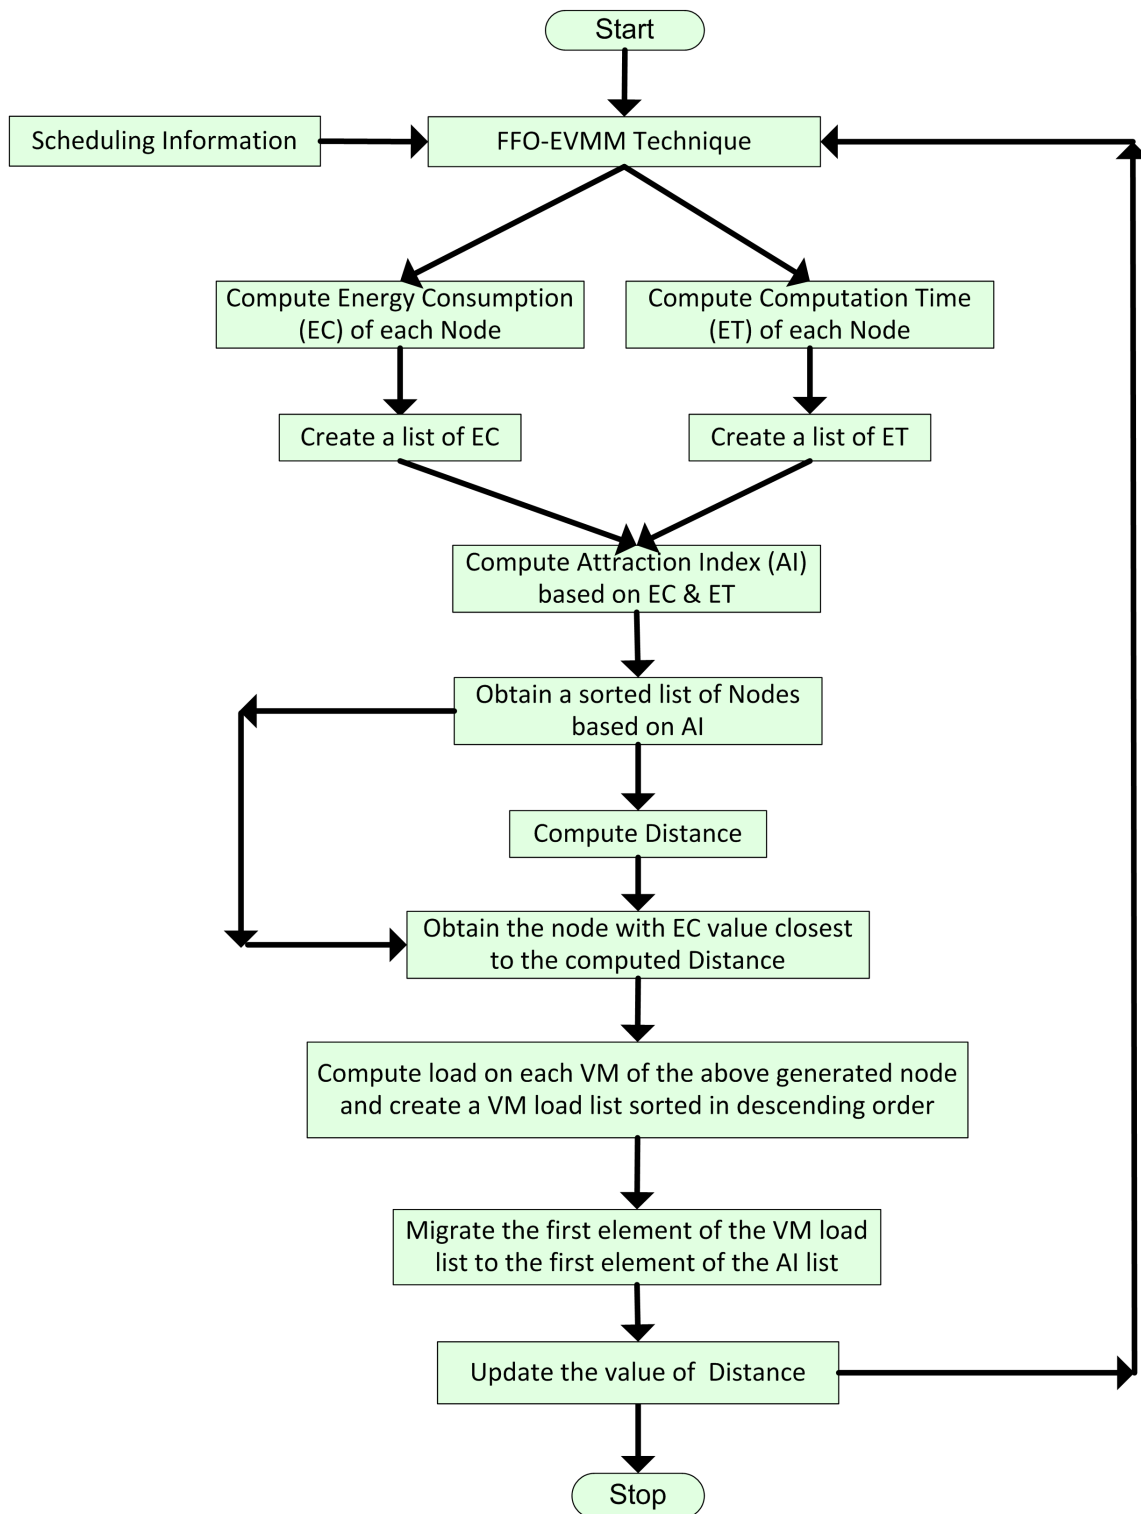 Start
Scheduling Information
FFO-EVMM Technique
Compute Energy Consumption
(EC) of each Node
Compute Computation Time
(ET) of each Node
Create a list of EC
Create a list of ET
Compute Attraction Index (AI)
based on EC & ET
Obtain a sorted list of Nodes
based on AI
Compute Distance
Obtain the node with EC value closest
to the computed Distance
Compute load on each VM of the above generated node
and create a VM load list sorted in descending order
Migrate the first element of the VM load
list to the first element of the AI list
Update the value of Distance
Stop